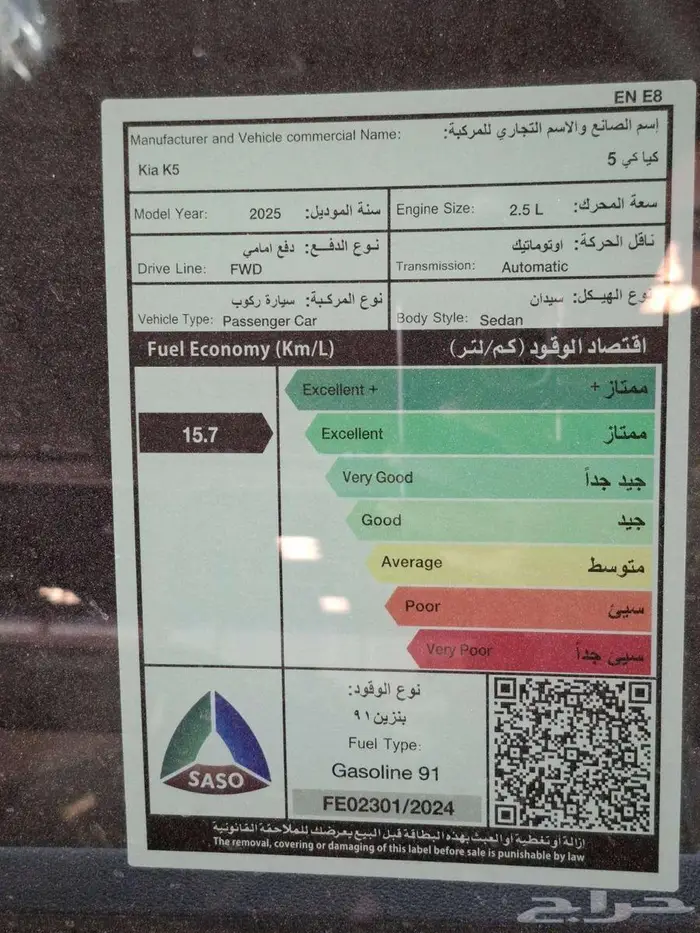 EN E8
Manufacturer and Vehicle commercial Name: إسم الصانع والاسم التجاري للمركبة:
Kia K5 كيا كي 5
Model Year: 2025 سنة الموديل:
Engine Size: 2.5 L سعة المحرك:
نوع الدفع: دفع امامي
Drive Line: FWD
ناقل الحركة: اوتوماتيك
Transmission: Automatic
نوع المركبة: سيارة ركوب
Vehicle Type: Passenger Car
نوع الهيكل: سيدان
Body Style: Sedan
Fuel Economy (Km/L) اقتصاد الوقود (كم/لتر)
Excellent + ممتاز +
15.7
Excellent ممتاز
Very Good جيد جداً
Good جيد
Average متوسط
Poor سيئ
Very Poor سيئ جداً
SASO
نوع الوقود:
بنزين ٩١
Fuel Type:
Gasoline 91
FE02301/2024
إزالة أو تغطية أو العبث بهذه البطاقة قبل البيع يعرضك للملاحقة القانونية
The removal, covering or damaging of this label before sale is punishable by law
حراج